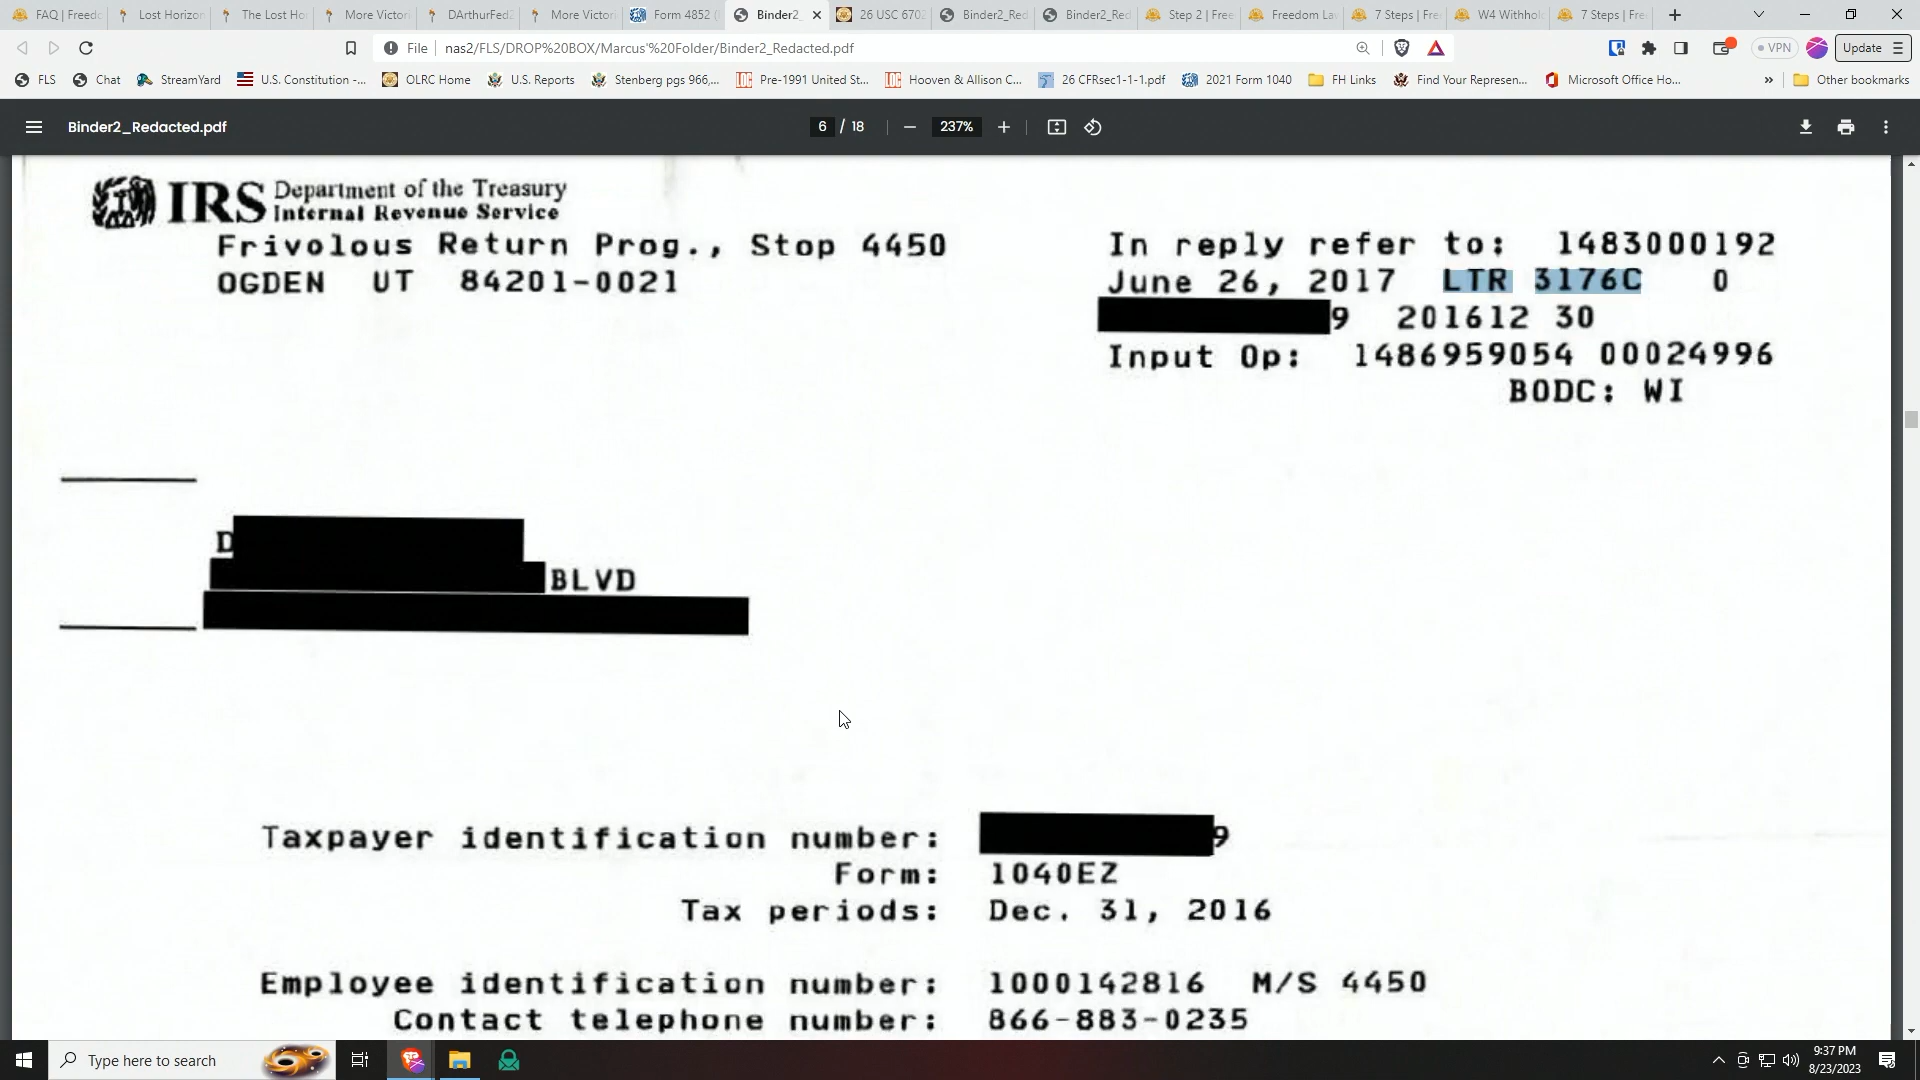 FAQ | Freedo
Lost Horizon
The Lost Ho
More Victor
DArthurFed2
More Victor
Form 4852 (
Binder2_
26 USC 6702
Binder2_Red
Binder2_Red
Step 2 | Free
Freedom La
7 Steps | Fre
W4 Withhol
7 Steps | Fre
File nas2/FLS/DROP%20BOX/Marcus'%20Folder/Binder2_Redacted.pdf
VPN
Update
FLS
Chat
StreamYard
U.S. Constitution -...
OLRC Home
U.S. Reports
Stenberg pgs 966,...
Pre-1991 United St...
Hooven & Allison C...
26 CFRsec1-1-1.pdf
2021 Form 1040
FH Links
Find Your Represen...
Microsoft Office Ho...
»
Other bookmarks
Binder2_Redacted.pdf
6 / 18
237%
IRS Department of the Treasury
Internal Revenue Service
Frivolous Return Prog., Stop 4450
OGDEN UT 84201-0021
In reply refer to: 1483000192
June 26, 2017 LTR 3176C 0
9 201612 30
Input Op: 1486959054 00024996
BODC: WI
D
BLVD
Taxpayer identification number: 9
Form: 1040EZ
Tax periods: Dec. 31, 2016
Employee identification number: 1000142816 M/S 4450
Contact telephone number: 866-883-0235
Type here to search
9:37 PM
8/23/2023